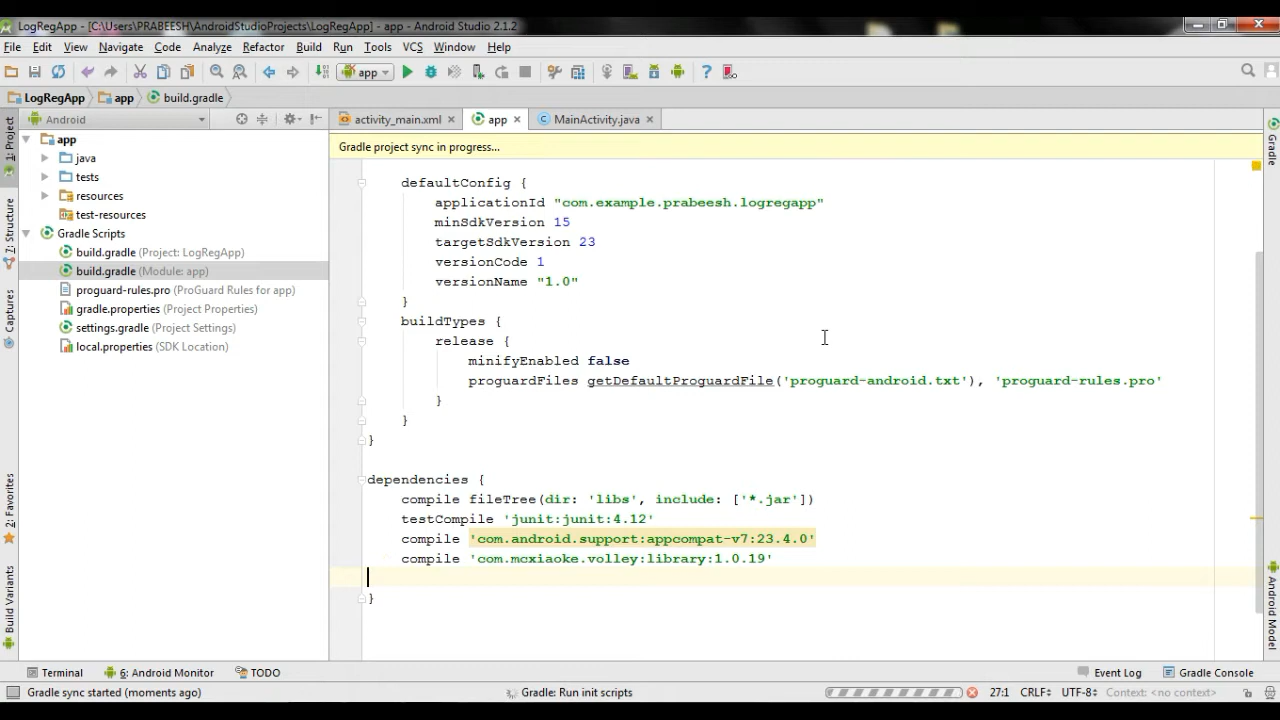 LogRegApp - [C:\Users\PRABEESH\AndroidStudioProjects\LogRegApp] - app - Android Studio 2.1.2
File Edit View Navigate Code Analyze Refactor Build Run Tools VCS Window Help
app
LogRegApp app build.gradle
Android
activity_main.xml app MainActivity.java
Gradle project sync in progress...
1: Project
7: Structure
Captures
2: Favorites
Build Variants
app
java
tests
resources
test-resources
Gradle Scripts
build.gradle (Project: LogRegApp)
build.gradle (Module: app)
proguard-rules.pro (ProGuard Rules for app)
gradle.properties (Project Properties)
settings.gradle (Project Settings)
local.properties (SDK Location)
defaultConfig {
applicationId "com.example.prabeesh.logregapp"
minSdkVersion 15
targetSdkVersion 23
versionCode 1
versionName "1.0"
}
buildTypes {
release {
minifyEnabled false
proguardFiles getDefaultProguardFile('proguard-android.txt'), 'proguard-rules.pro'
}
}
}
dependencies {
compile fileTree(dir: 'libs', include: ['*.jar'])
testCompile 'junit:junit:4.12'
compile 'com.android.support:appcompat-v7:23.4.0'
compile 'com.mcxiaoke.volley:library:1.0.19'
}
Gradle
Android Model
Terminal 6: Android Monitor TODO Event Log Gradle Console
Gradle sync started (moments ago) Gradle: Run init scripts 27:1 CRLF UTF-8 Context: <no context>